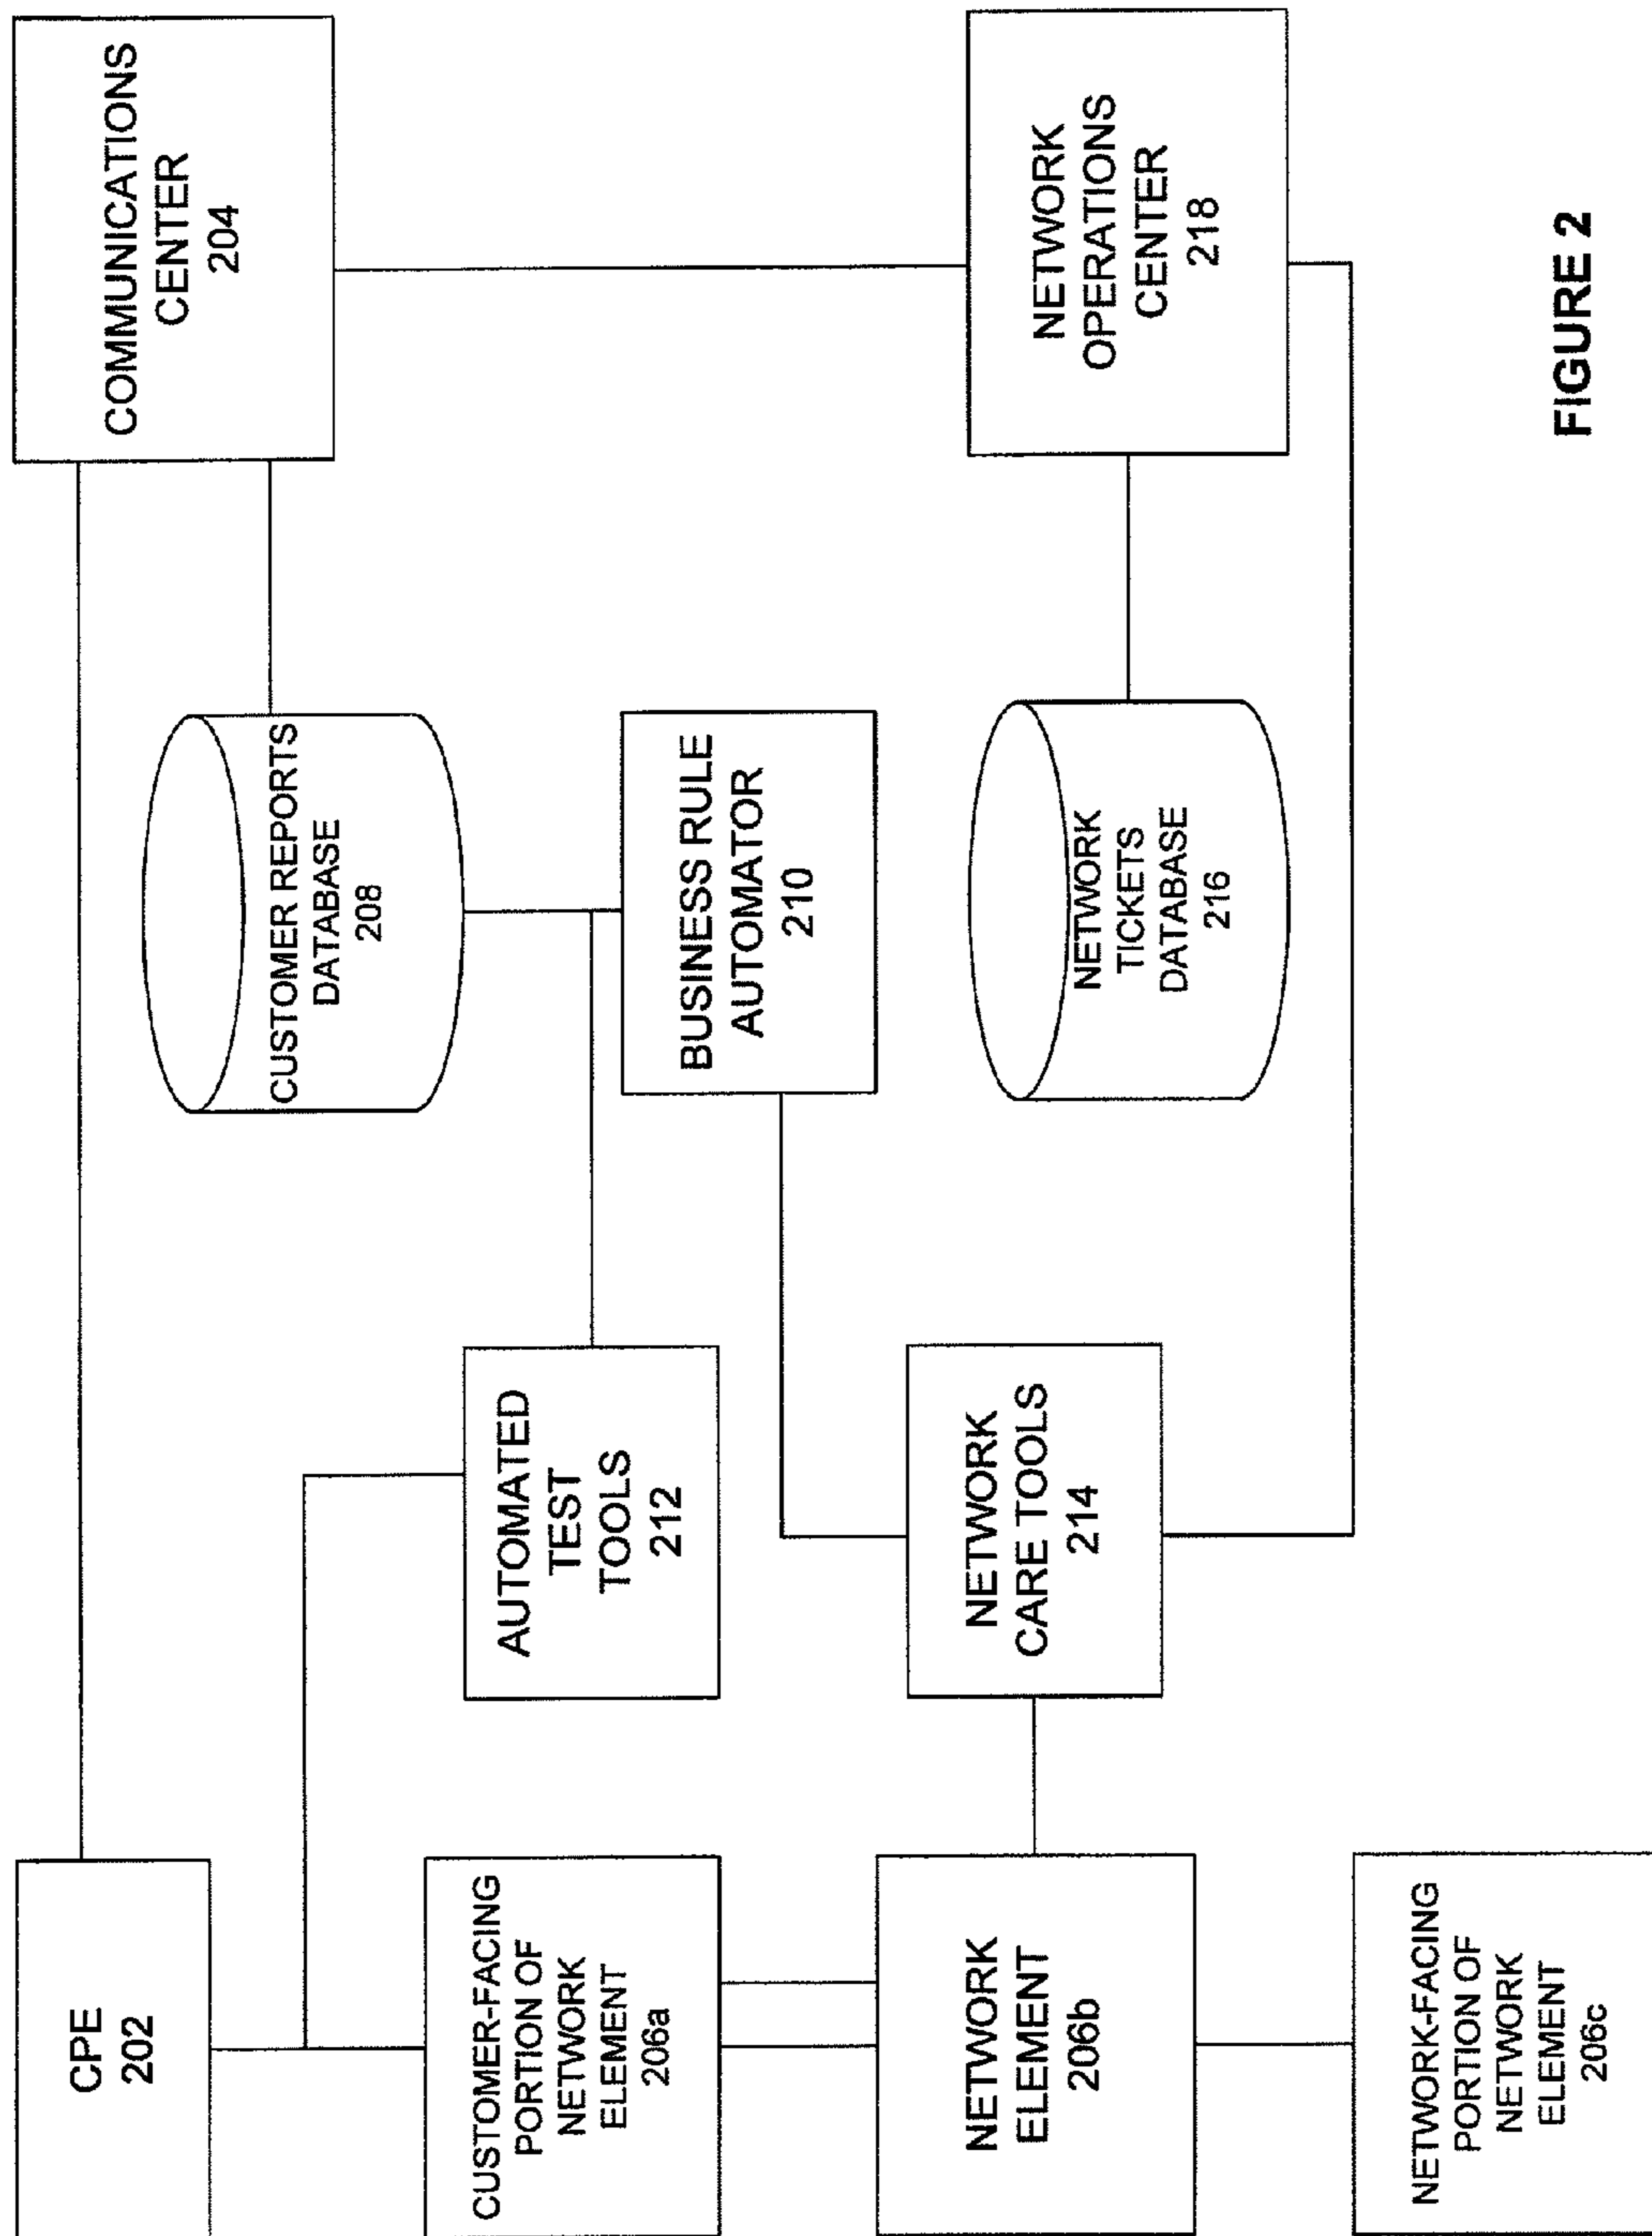 CPE
202
COMMUNICATIONS
CENTER
204
CUSTOMER REPORTS
DATABASE
208
CUSTOMER-FACING
PORTION OF
NETWORK
ELEMENT
206a
AUTOMATED
TEST
TOOLS
212
BUSINESS RULE
AUTOMATOR
210
NETWORK
ELEMENT
206b
NETWORK
CARE TOOLS
214
NETWORK
TICKETS
DATABASE
216
NETWORK
OPERATIONS
CENTER
218
NETWORK-FACING
PORTION OF
NETWORK
ELEMENT
206c
FIGURE 2